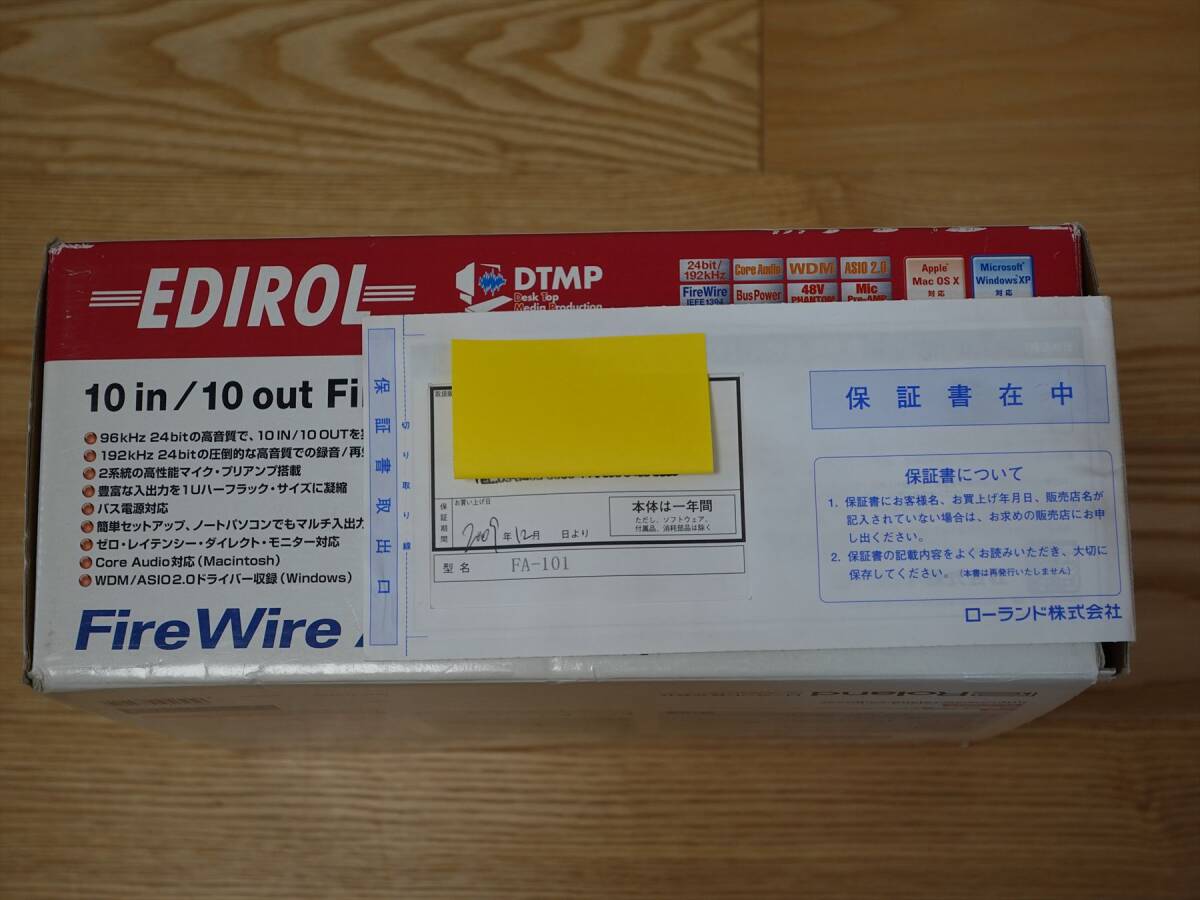 EDIROL
DTMP
Desk Top
Media Production
24bit/
192kHz
Core Audio
WDM
ASIO 2.0
FireWire
IEEE1394
Bus Power
48V
PHANTOM
Mic
Pre-AMP
Apple
Mac OS X
対応
Microsoft
Windows XP
対応
10 in/10 out Fi
96kHz 24bitの高音質で、10 IN/10 OUTを
192kHz 24bitの圧倒的な高音質での録音/再
2系統の高性能マイク・プリアンプ搭載
豊富な入出力を1Uハーフラック・サイズに凝縮
バス電源対応
簡単セットアップ、ノートパソコンでもマルチ入出力
ゼロ・レイテンシー・ダイレクト・モニター対応
Core Audio対応(Macintosh)
WDM/ASIO2.0ドライバー収録(Windows)
FireWire
保証書取出口
切り取り線
保証期間
お買い上げ日
2009年12月 日より
本体は一年間
ただし、ソフトウェア、
付属品、消耗部品は除く
型名 FA-101
保証書在中
保証書について
1. 保証書にお客様名、お買上げ年月日、販売店名が
記入されていない場合は、お求めの販売店にお申
し出ください。
2. 保証書の記載内容をよくお読みいただき、大切に
保存してください。(本書は再発行いたしません)
ローランド株式会社
Roland